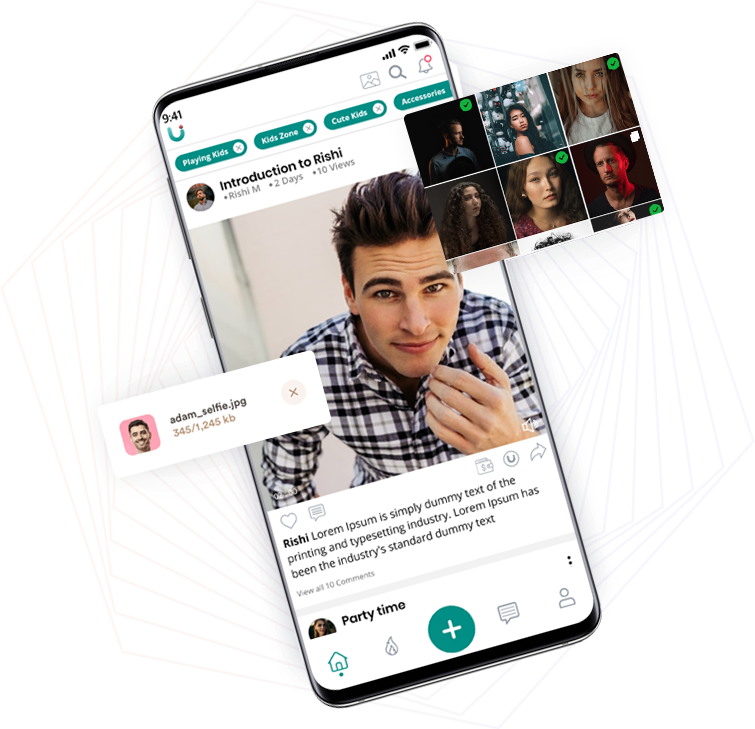 9:41
Playing Kids
Kids Zone
Cute Kids
Accessories
Introduction to Rishi
•Rishi M •2 Days •10 Views
adam_selfie.jpg
345/1,245 kb
Rishi Lorem Ipsum is simply dummy text of the
printing and typesetting industry. Lorem Ipsum has
been the industry's standard dummy text
View all 10 Comments
Party time